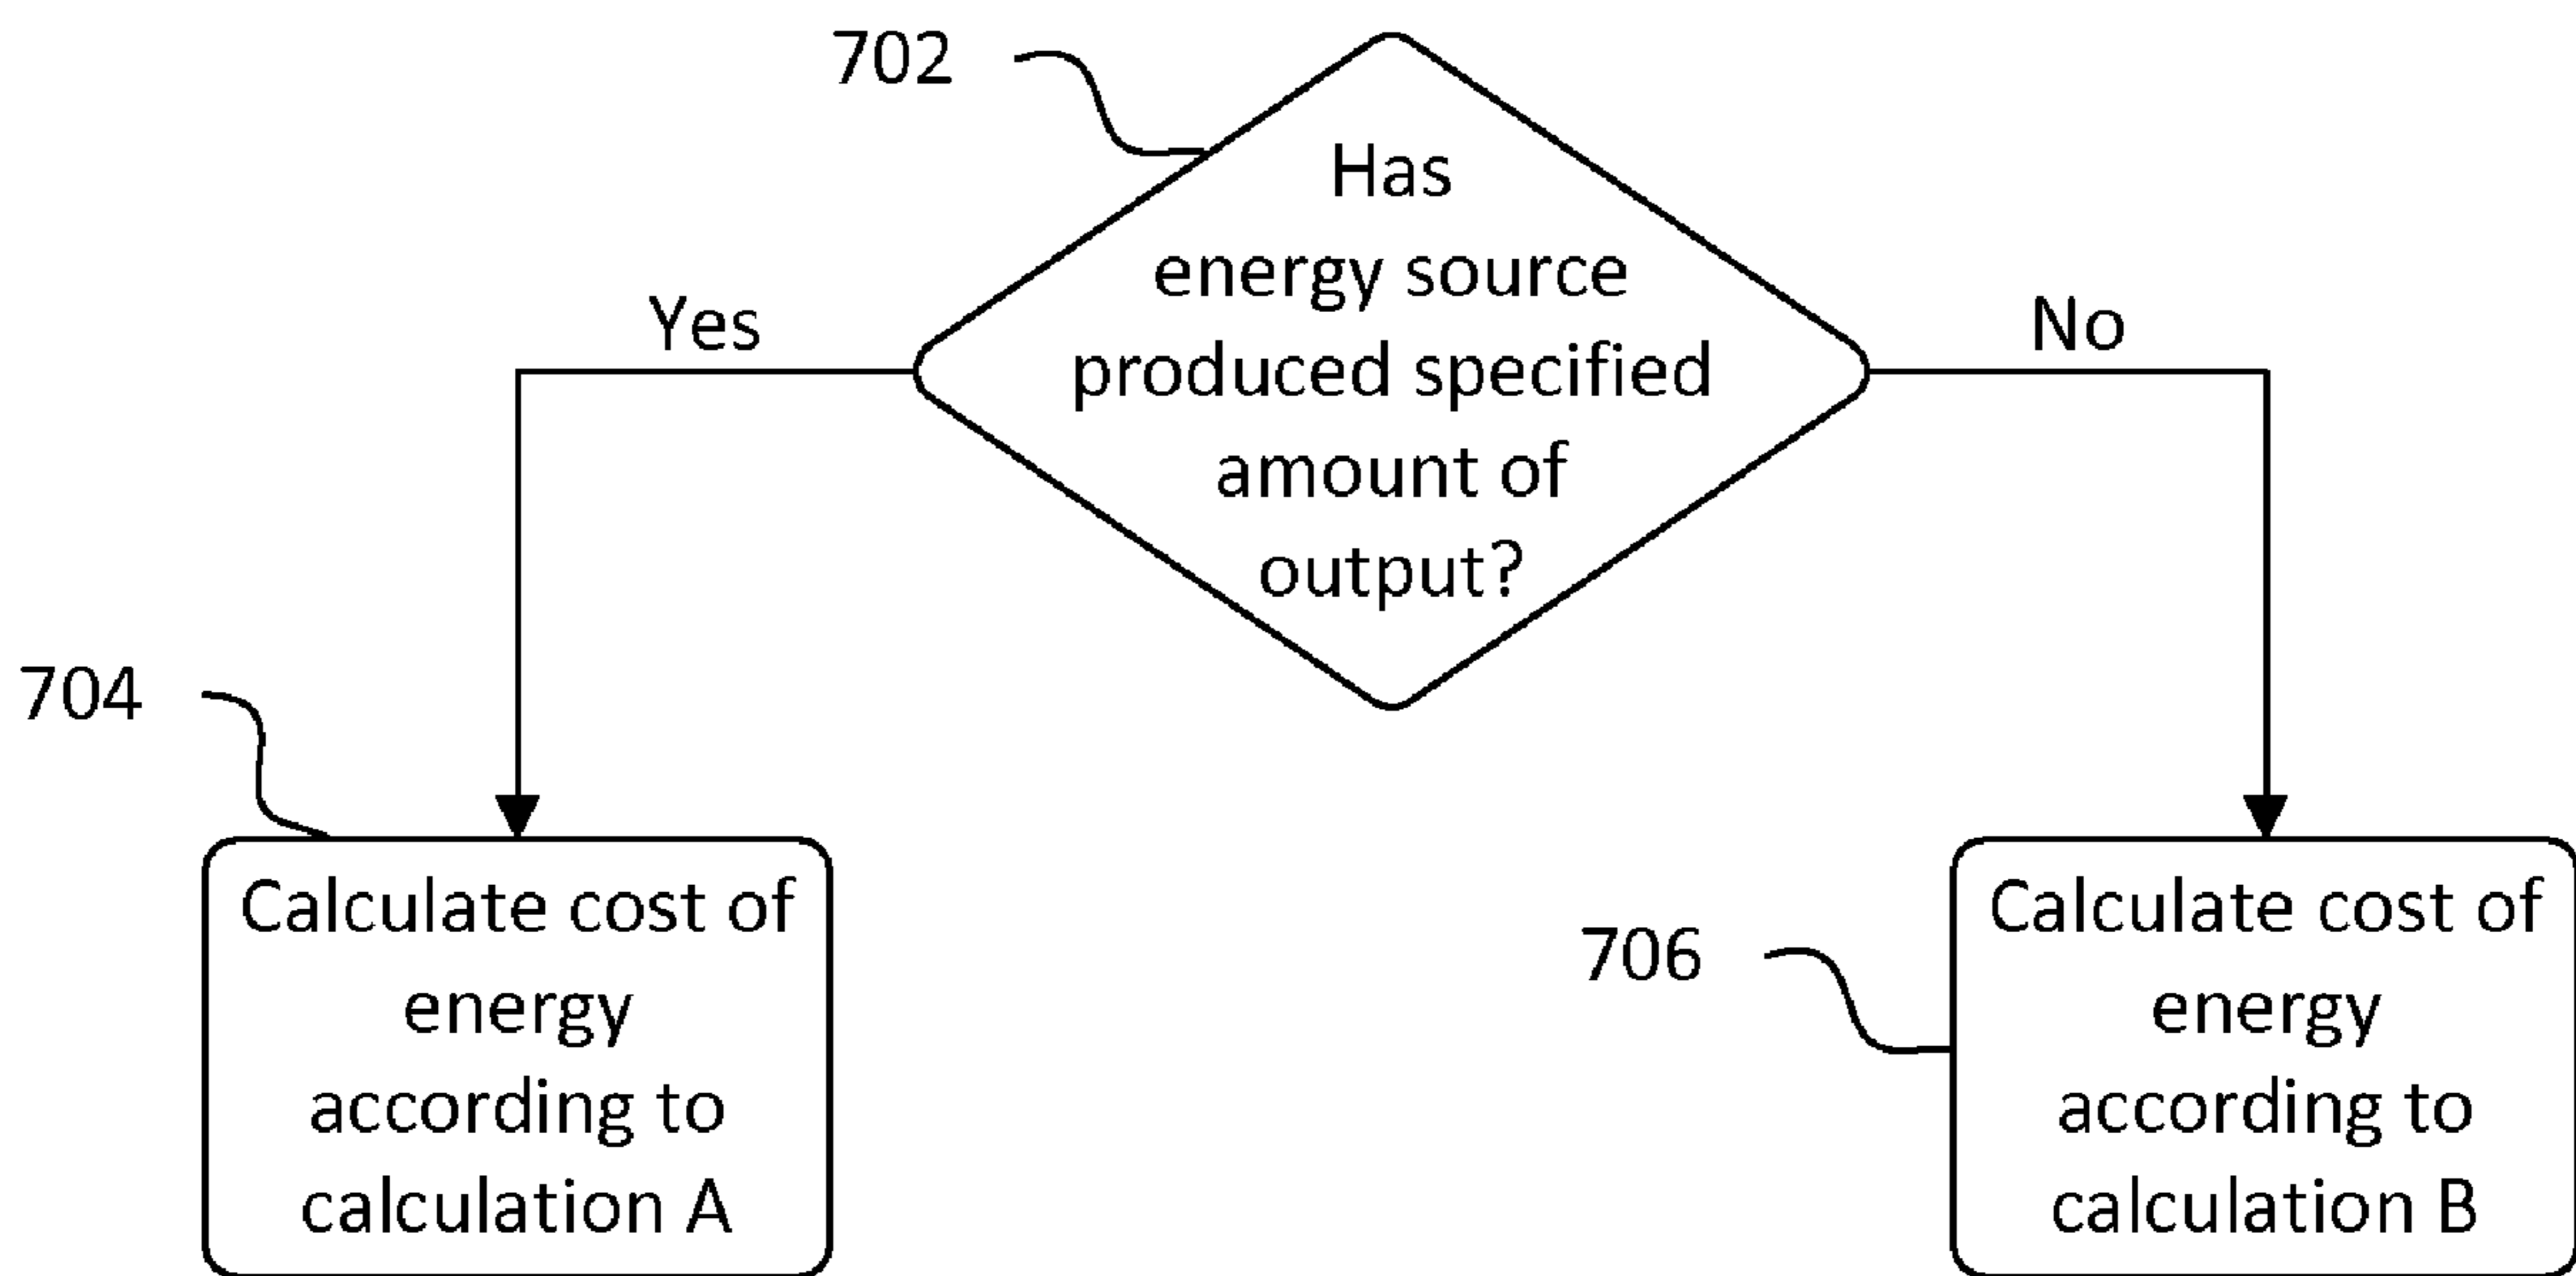 702
Has
energy source
produced specified
amount of
output?
Yes
No
704
Calculate cost of
energy
according to
calculation A
706
Calculate cost of
energy
according to
calculation B